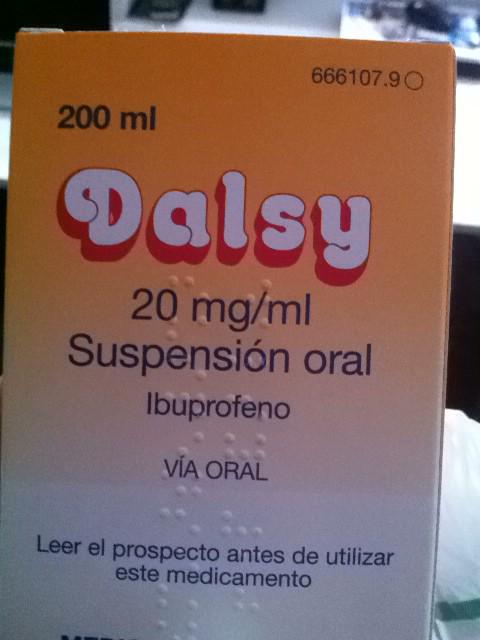 666107.9
200 ml
Dalsy
20 mg/ml
Suspensión oral
Ibuprofeno
VÍA ORAL
Leer el prospecto antes de utilizar
este medicamento